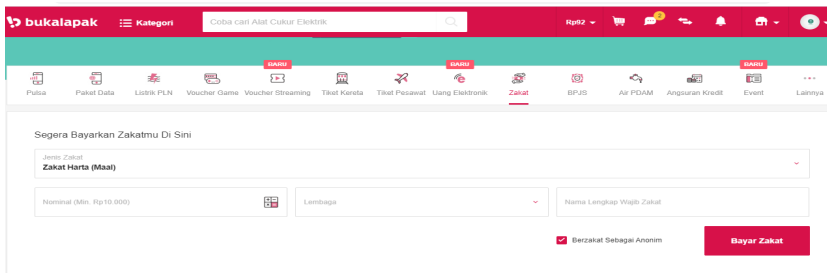 bukalapak Kategori Coba cari Alat Cukur Elektrik Rp92 2
BARU BARU BARU
Pulsa Paket Data Listrik PLN Voucher Game Voucher Streaming Tiket Kereta Tiket Pesawat Uang Elektronik Zakat BPJS Air PDAM Angsuran Kredit Event Lainnya
Segera Bayarkan Zakatmu Di Sini
Jenis Zakat
Zakat Harta (Maal)
Nominal (Min. Rp10.000) Lembaga Nama Lengkap Wajib Zakat
Berzakat Sebagai Anonim Bayar Zakat